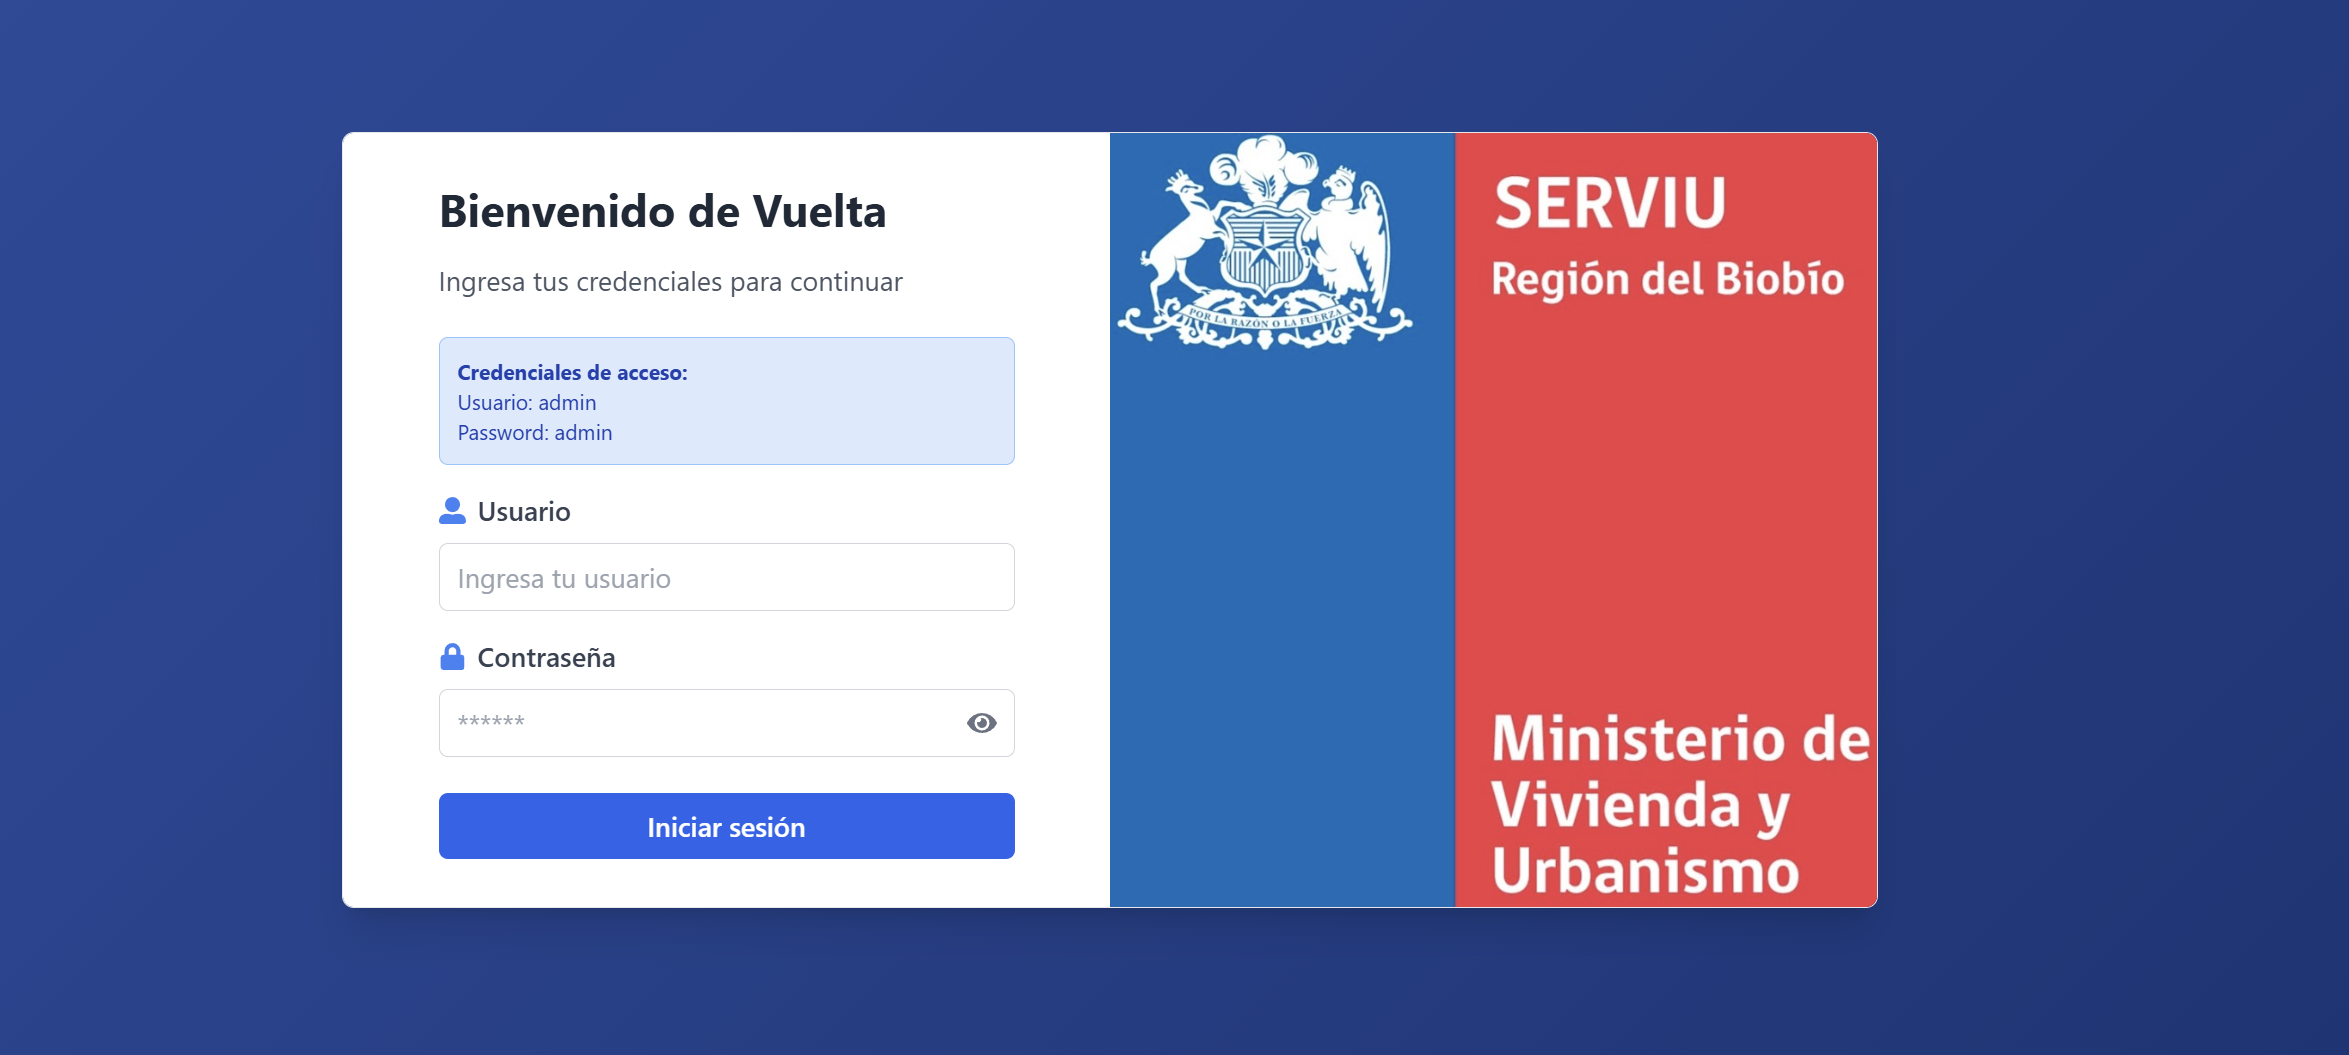 Bienvenido de Vuelta
Ingresa tus credenciales para continuar
Credenciales de acceso:
Usuario: admin
Password: admin
Usuario
Ingresa tu usuario
Contraseña
******
Iniciar sesión
POR LA RAZÓN O LA FUERZA
SERVIU
Región del Biobío
Ministerio de
Vivienda y
Urbanismo